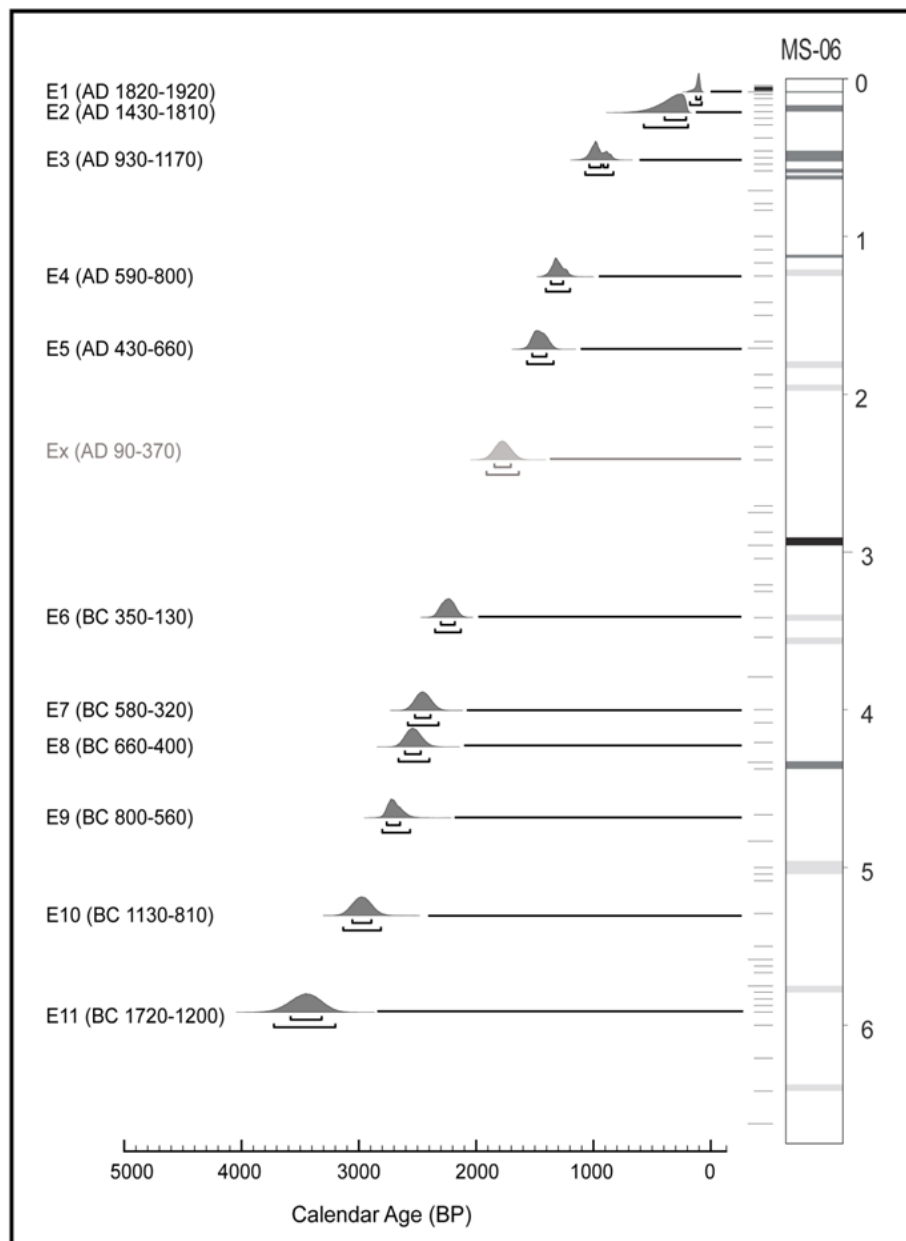 MS-06
0
E1 (AD 1820-1920)
E2 (AD 1430-1810)
E3 (AD 930-1170)
1
E4 (AD 590-800)
E5 (AD 430-660)
2
Ex (AD 90-370)
3
E6 (BC 350-130)
4
E7 (BC 580-320)
E8 (BC 660-400)
E9 (BC 800-560)
5
E10 (BC 1130-810)
E11 (BC 1720-1200)
6
5000 4000 3000 2000 1000 0
Calendar Age (BP)